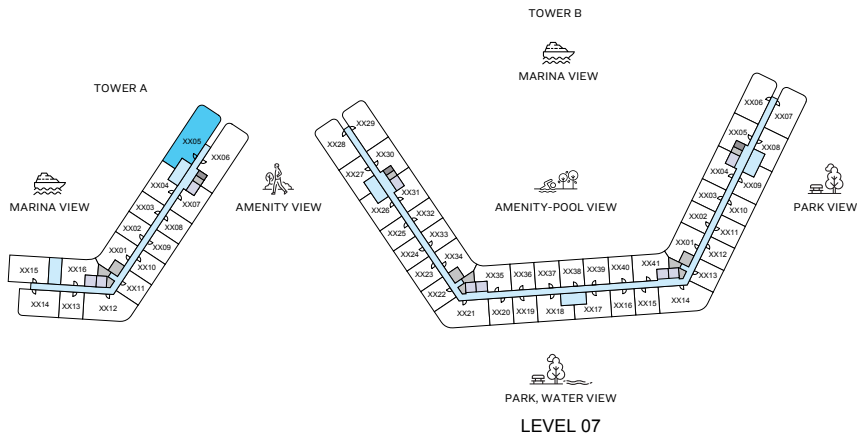 TOWER B
MARINA VIEW
TOWER A
MARINA VIEW
AMENITY VIEW
AMENITY-POOL VIEW
PARK VIEW
XX05
XX06
XX04
XX07
XX03
XX08
XX02
XX09
XX01
XX10
XX16
XX11
XX15
XX14
XX13
XX12
XX29
XX28
XX30
XX27
XX31
XX26
XX32
XX25
XX33
XX24
XX34
XX23
XX22
XX21
XX35
XX36
XX37
XX38
XX39
XX40
XX41
XX20
XX19
XX18
XX17
XX16
XX15
XX14
XX06
XX07
XX05
XX08
XX04
XX09
XX03
XX10
XX02
XX11
XX01
XX12
XX13
PARK, WATER VIEW
LEVEL 07